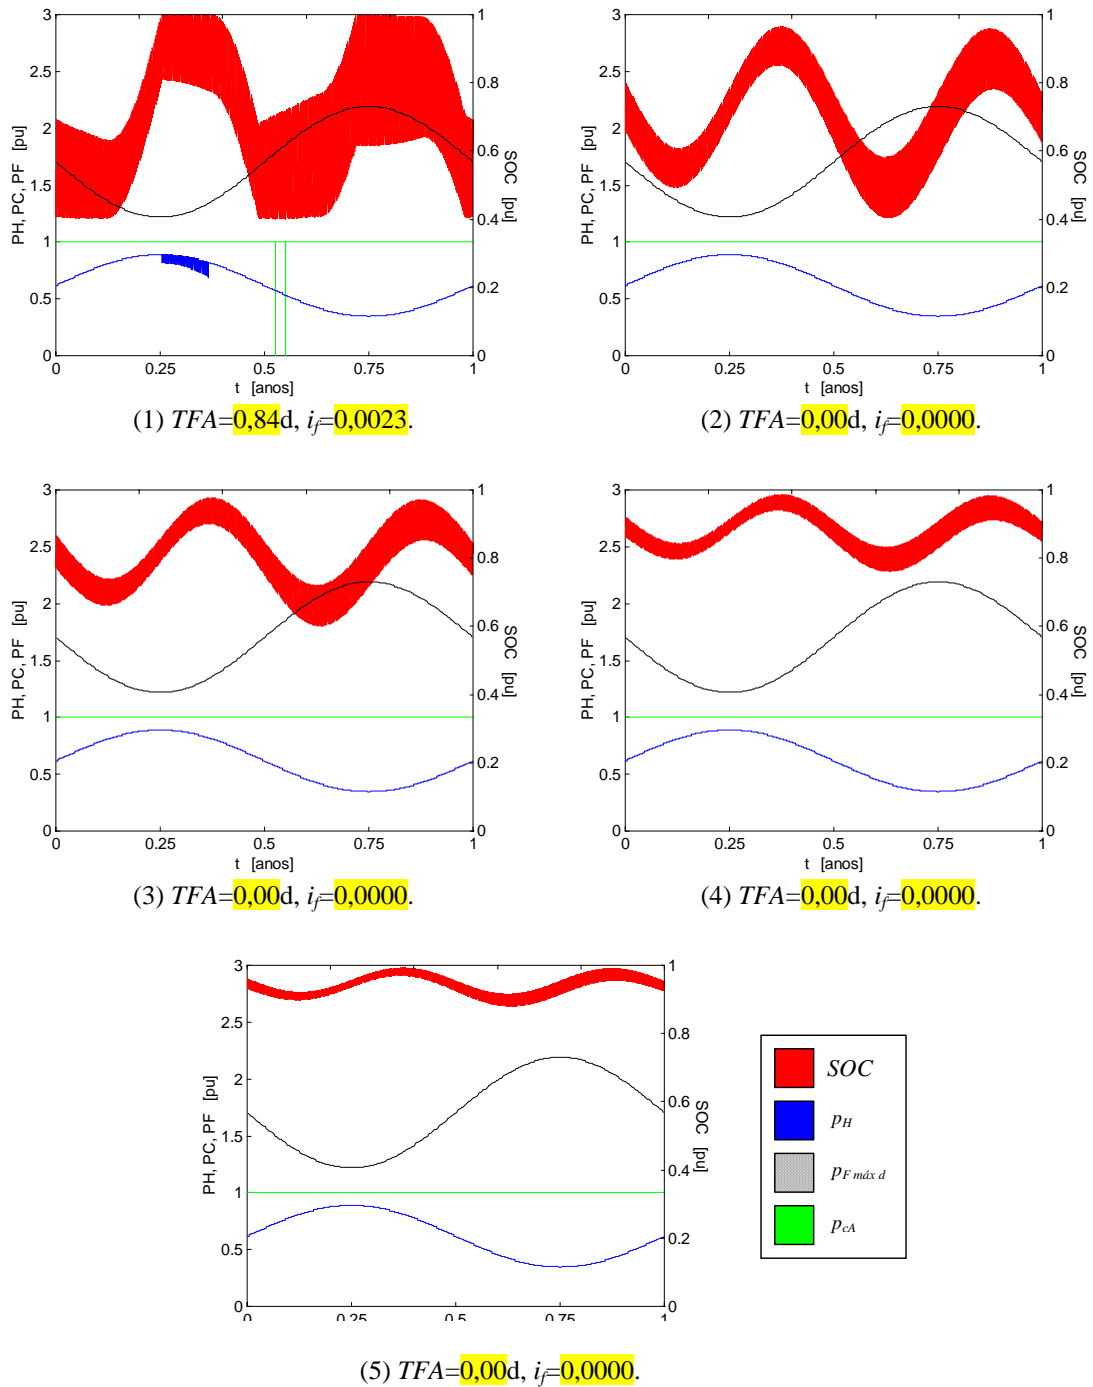 3
2.5
2
1.5
1
0.5
0
1
0.8
0.6
0.4
0.2
0
0 0.25 0.5 0.75 1
PH, PC, PF [pu]
SOC [pu]
t [anos]
(1) TFA=0,84d, if=0,0023.
3
2.5
2
1.5
1
0.5
0
1
0.8
0.6
0.4
0.2
0
0 0.25 0.5 0.75 1
PH, PC, PF [pu]
SOC [pu]
t [anos]
(2) TFA=0,00d, if=0,0000.
3
2.5
2
1.5
1
0.5
0
1
0.8
0.6
0.4
0.2
0
0 0.25 0.5 0.75 1
PH, PC, PF [pu]
SOC [pu]
t [anos]
(3) TFA=0,00d, if=0,0000.
3
2.5
2
1.5
1
0.5
0
1
0.8
0.6
0.4
0.2
0
0 0.25 0.5 0.75 1
PH, PC, PF [pu]
SOC [pu]
t [anos]
(4) TFA=0,00d, if=0,0000.
3
2.5
2
1.5
1
0.5
0
1
0.8
0.6
0.4
0.2
0
0 0.25 0.5 0.75 1
PH, PC, PF [pu]
SOC [pu]
SOC
pH
pF máx d
pcA
(5) TFA=0,00d, if=0,0000.